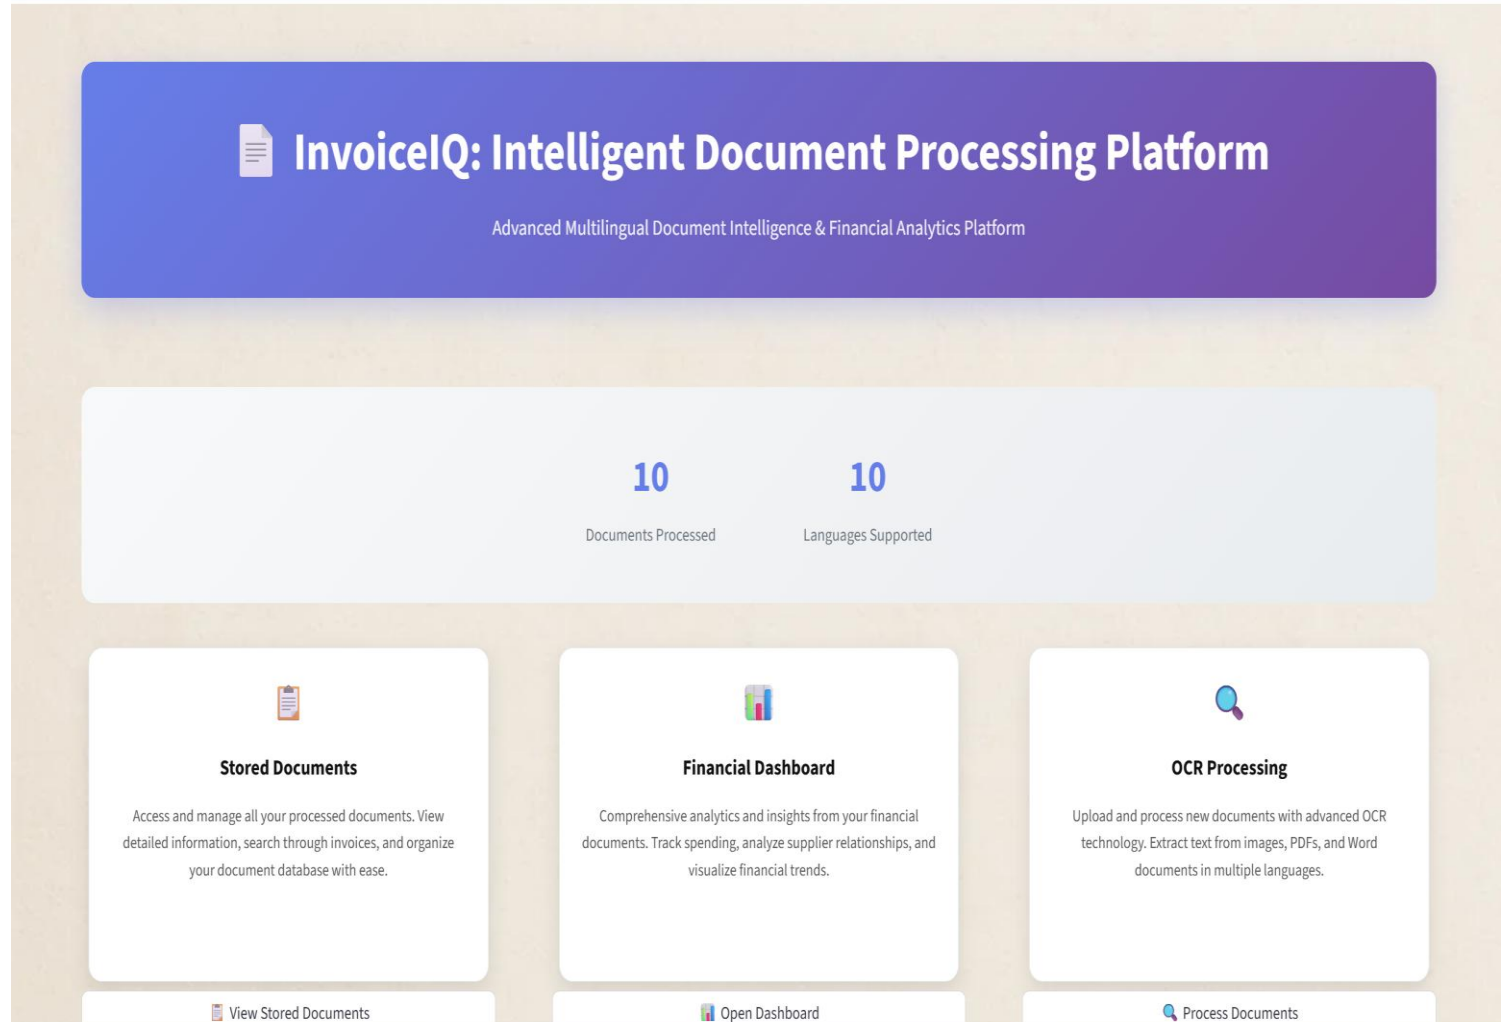 InvoiceIQ: Intelligent Document Processing Platform
Advanced Multilingual Document Intelligence & Financial Analytics Platform
10
Documents Processed
10
Languages Supported
Stored Documents
Access and manage all your processed documents. View
detailed information, search through invoices, and organize
your document database with ease.
View Stored Documents
Financial Dashboard
Comprehensive analytics and insights from your financial
documents. Track spending, analyze supplier relationships, and
visualize financial trends.
Open Dashboard
OCR Processing
Upload and process new documents with advanced OCR
technology. Extract text from images, PDFs, and Word
documents in multiple languages.
Process Documents